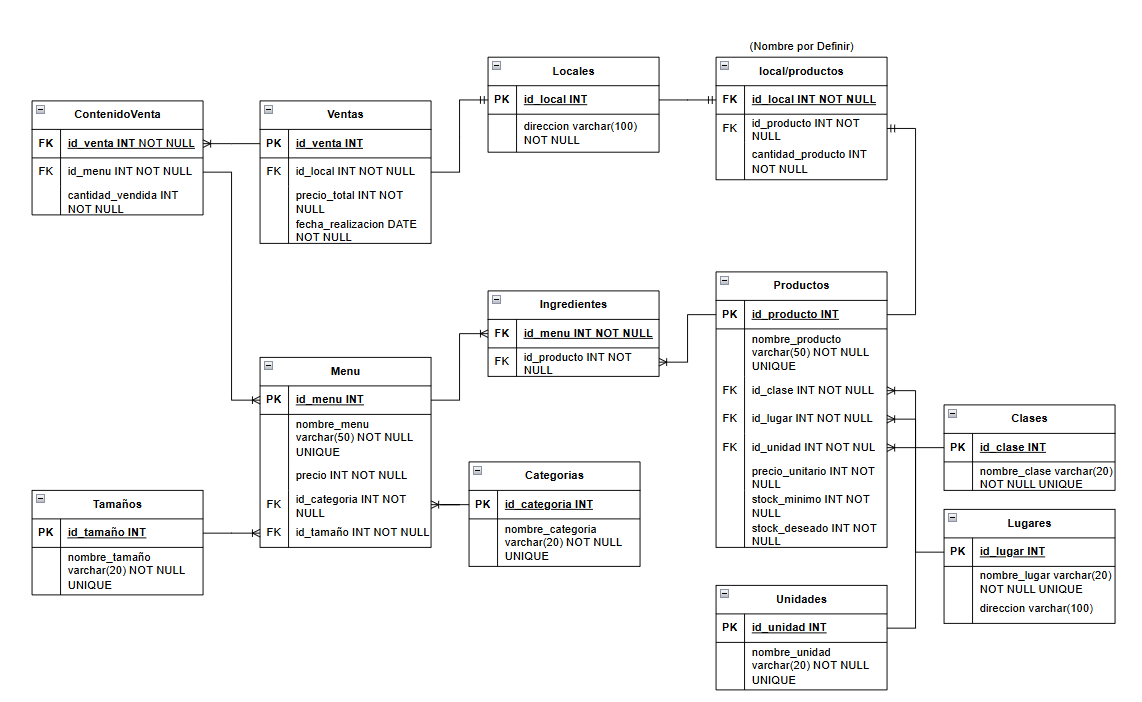 (Nombre por Definir)
Locales
PK id_local INT
direccion varchar(100)
NOT NULL
local/productos
FK id_local INT NOT NULL
FK id_producto INT NOT
NULL
cantidad_producto INT
NOT NULL
ContenidoVenta
FK id_venta INT NOT NULL
FK id_menu INT NOT NULL
cantidad_vendida INT
NOT NULL
Ventas
PK id_venta INT
FK id_local INT NOT NULL
precio_total INT NOT
NULL
fecha_realizacion DATE
NOT NULL
Ingredientes
FK id_menu INT NOT NULL
FK id_producto INT NOT
NULL
Productos
PK id_producto INT
nombre_producto
varchar(50) NOT NULL
UNIQUE
FK id_clase INT NOT NULL
FK id_lugar INT NOT NULL
FK id_unidad INT NOT NUL
precio_unitario INT NOT
NULL
stock_minimo INT NOT
NULL
stock_deseado INT NOT
NULL
Menu
PK id_menu INT
nombre_menu
varchar(50) NOT NULL
UNIQUE
precio INT NOT NULL
FK id_categoria INT NOT
NULL
FK id_tamaño INT NOT NULL
Clases
PK id_clase INT
nombre_clase varchar(20)
NOT NULL UNIQUE
Categorias
PK id_categoria INT
nombre_categoria
varchar(20) NOT NULL
UNIQUE
Tamaños
PK id_tamaño INT
nombre_tamaño
varchar(20) NOT NULL
UNIQUE
Lugares
PK id_lugar INT
nombre_lugar varchar(20)
NOT NULL UNIQUE
direccion varchar(100)
Unidades
PK id_unidad INT
nombre_unidad
varchar(20) NOT NULL
UNIQUE